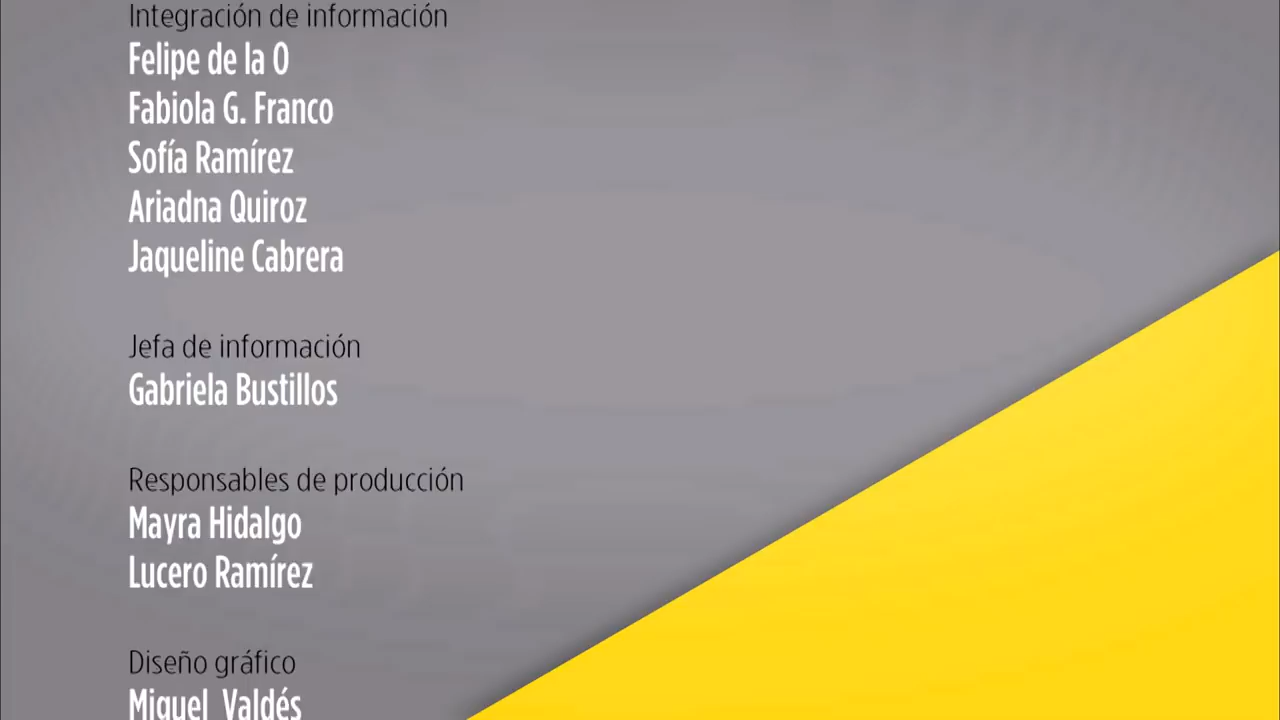 Integración de información
Felipe de la O
Fabiola G. Franco
Sofía Ramírez
Ariadna Quiroz
Jaqueline Cabrera
Jefa de información
Gabriela Bustillos
Responsables de producción
Mayra Hidalgo
Lucero Ramírez
Diseño gráfico
Miguel Valdés